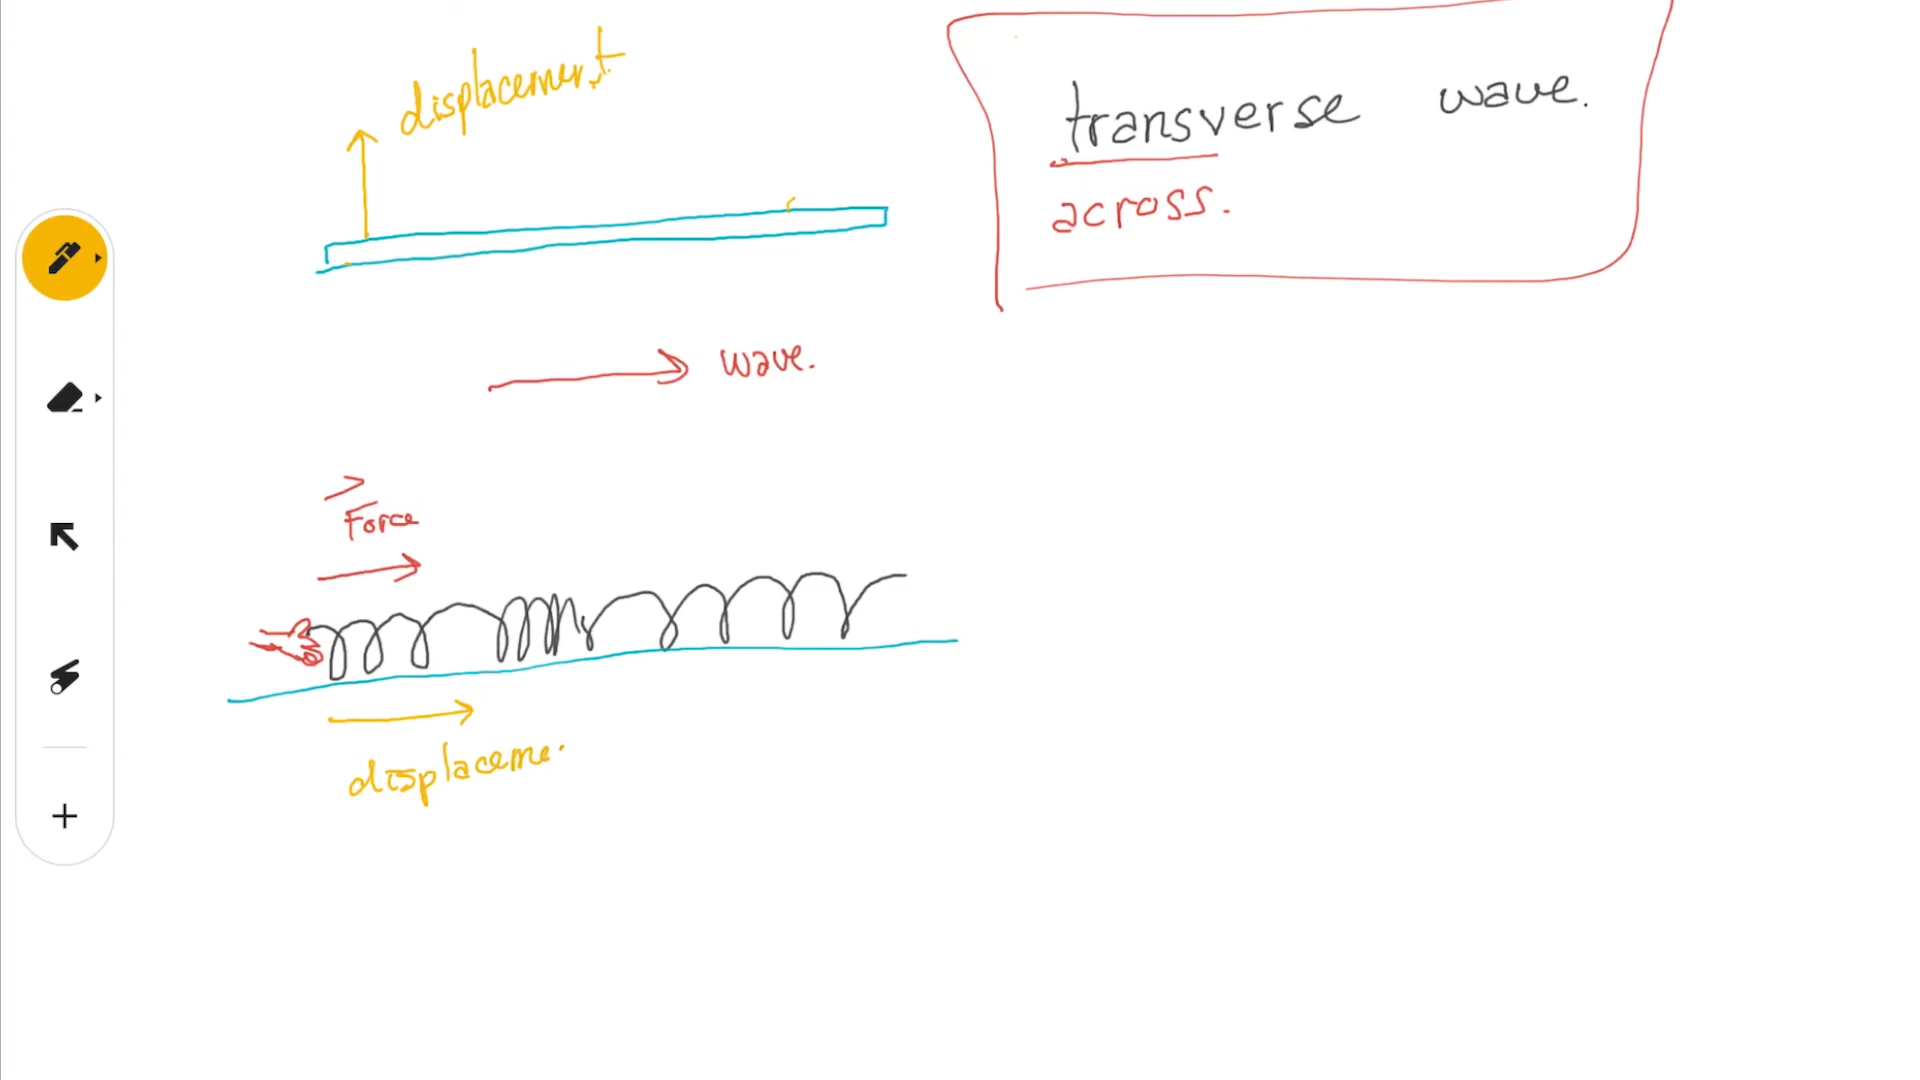 displacement
transverse wave.
across.
wave.
Force
displaceme